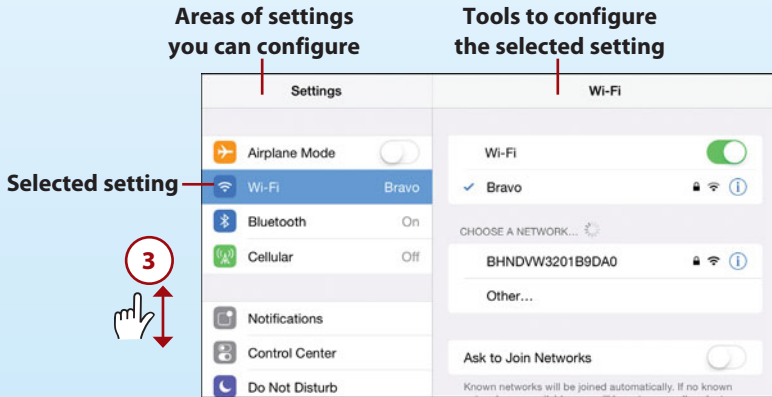 Areas of settings
you can configure
Tools to configure
the selected setting
Settings
Wi-Fi
Airplane Mode
Wi-Fi
Selected setting
Wi-Fi Bravo
Bravo
Bluetooth On
CHOOSE A NETWORK...
Cellular Off
BHNDVW3201B9DA0
3
Other...
Notifications
Control Center
Ask to Join Networks
Do Not Disturb
Known networks will be joined automatically. If no known